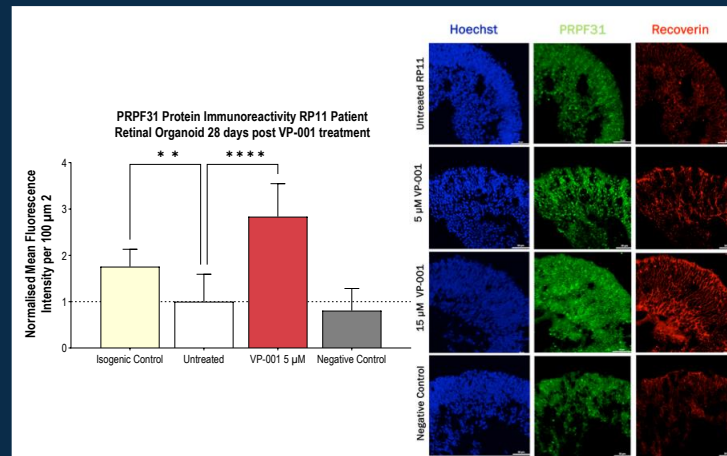 PRPF31 Protein Immunoreactivity RP11 Patient
Retinal Organoid 28 days post VP-001 treatment
Normalised Mean Fluorescence
Intensity per 100 µm 2
4
3
2
1
0
* *
* * * *
Isogenic Control
Untreated
VP-001 5 µM
Negative Control
Hoechst
PRPF31
Recoverin
Untreated RP11
5 µM VP-001
15 µM VP-001
Negative Control